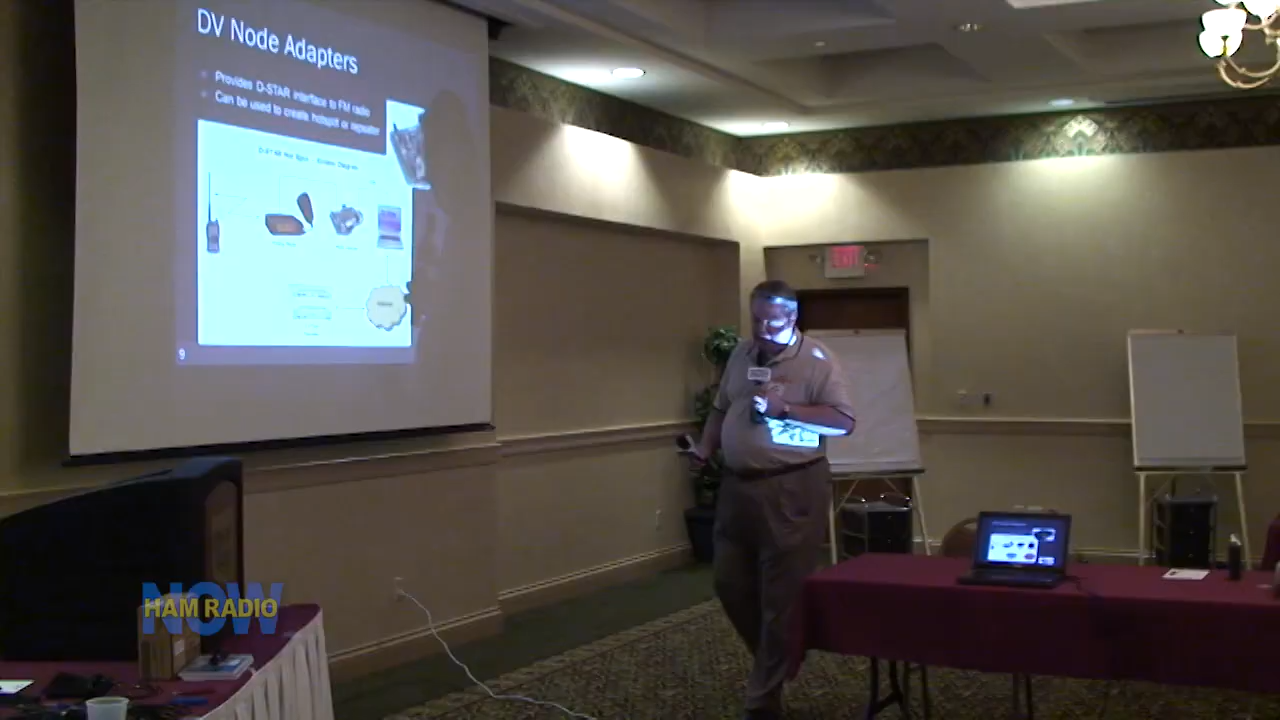 DV Node Adapters
Provides D-STAR interface to FM radio
Can be used to create hotspot or repeater
9
EXIT
NOW
HAM RADIO